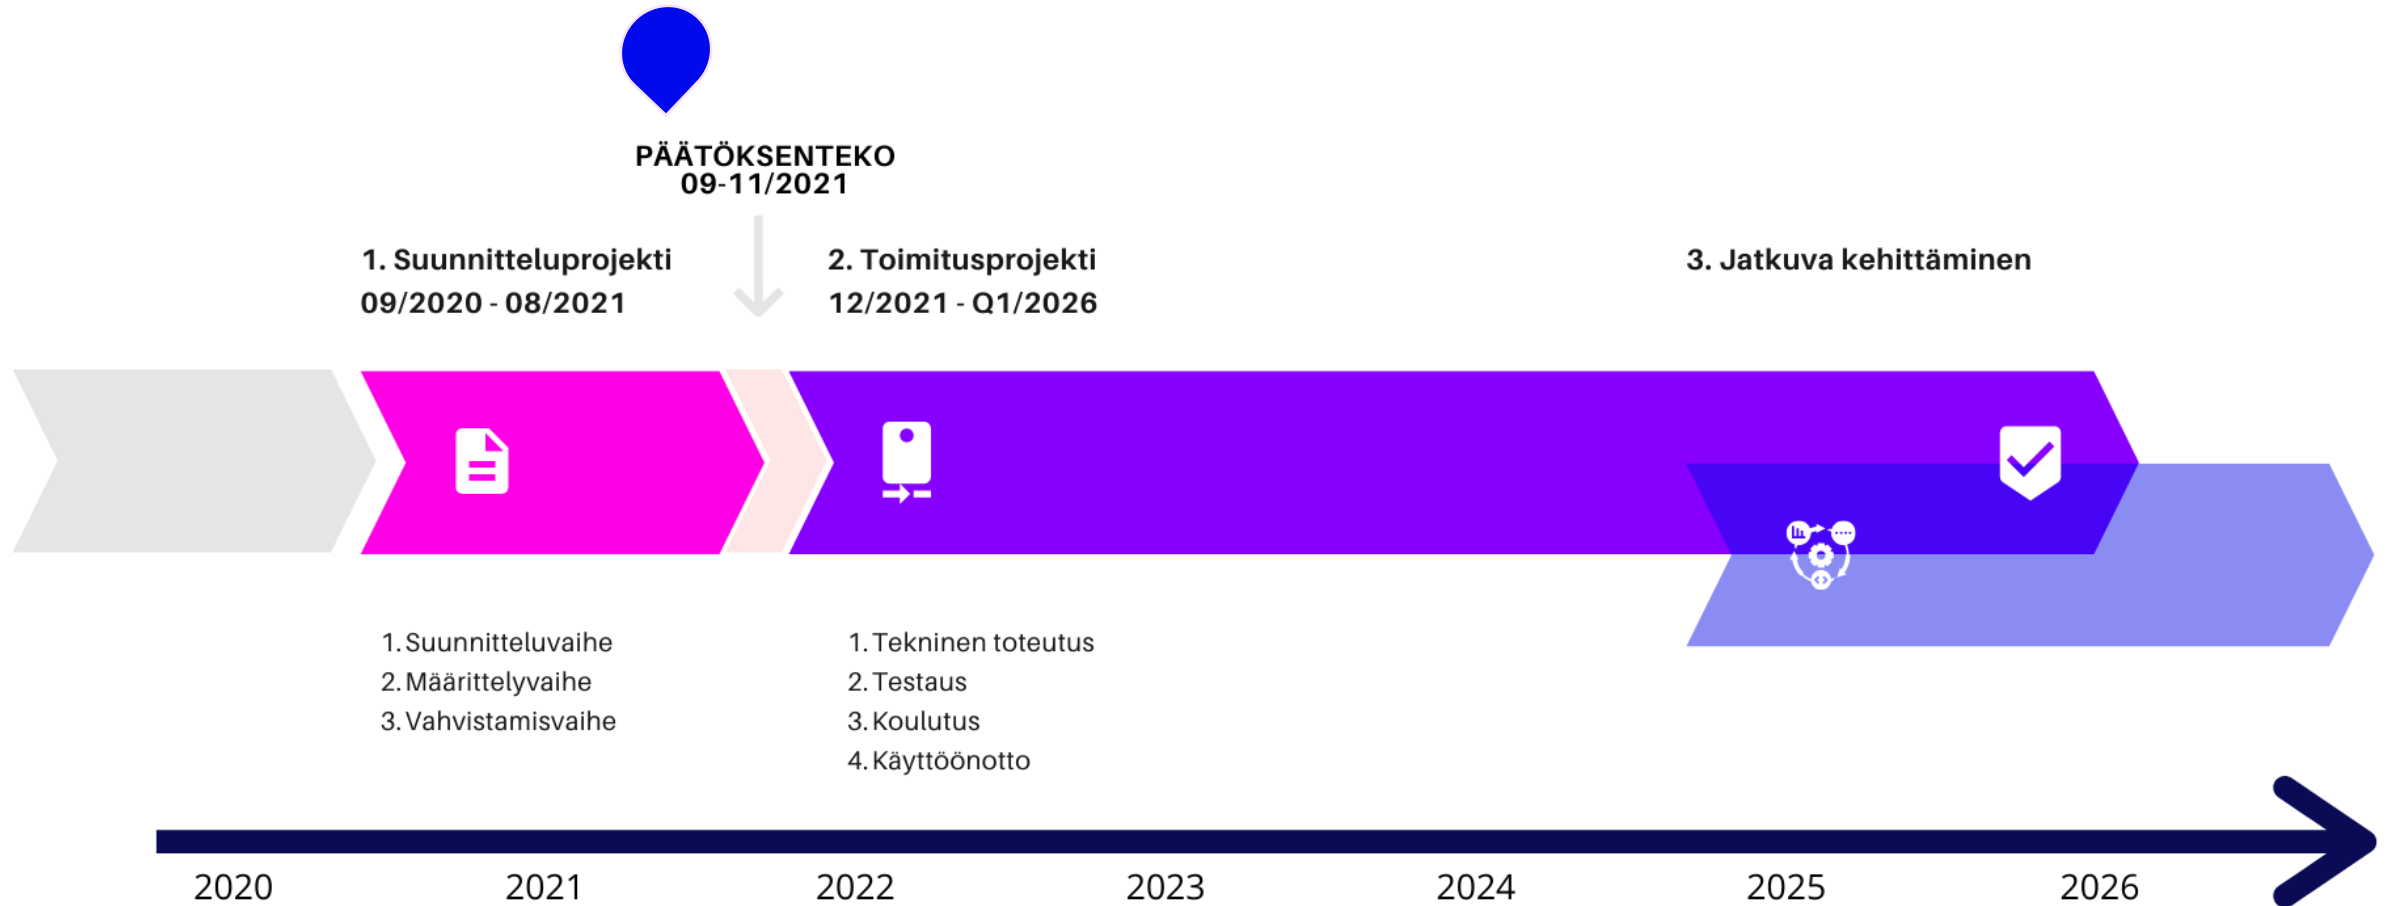 PÄÄTÖKSENTEKO
09-11/2021
1. Suunnitteluprojekti
09/2020 - 08/2021
2. Toimitusprojekti
12/2021 - Q1/2026
3. Jatkuva kehittäminen
1. Suunnitteluvaihe
2. Määrittelyvaihe
3. Vahvistamisvaihe
1. Tekninen toteutus
2. Testaus
3. Koulutus
4. Käyttöönotto
2020 2021 2022 2023 2024 2025 2026